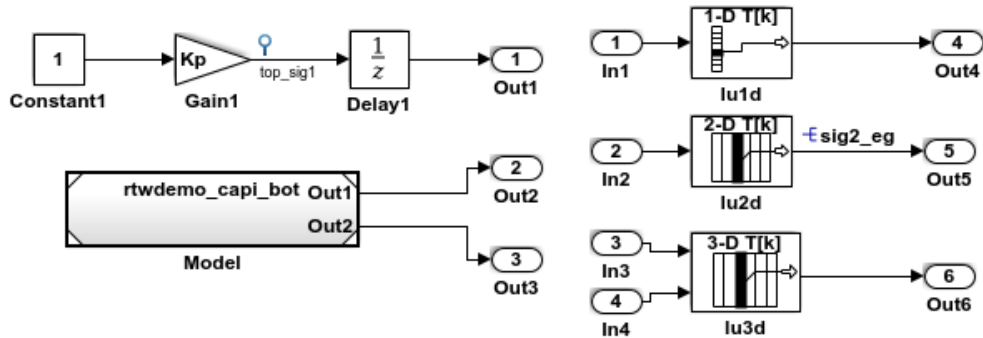 1
Constant1
Kp
Gain1
top_sig1
1
z
Delay1
1
Out1
rtwdemo_capi_bot
Out1
Out2
Model
2
Out2
3
Out3
1
In1
1-D T[k]
lu1d
4
Out4
2
In2
2-D T[k]
lu2d
sig2_eg
5
Out5
3
In3
4
In4
3-D T[k]
lu3d
6
Out6